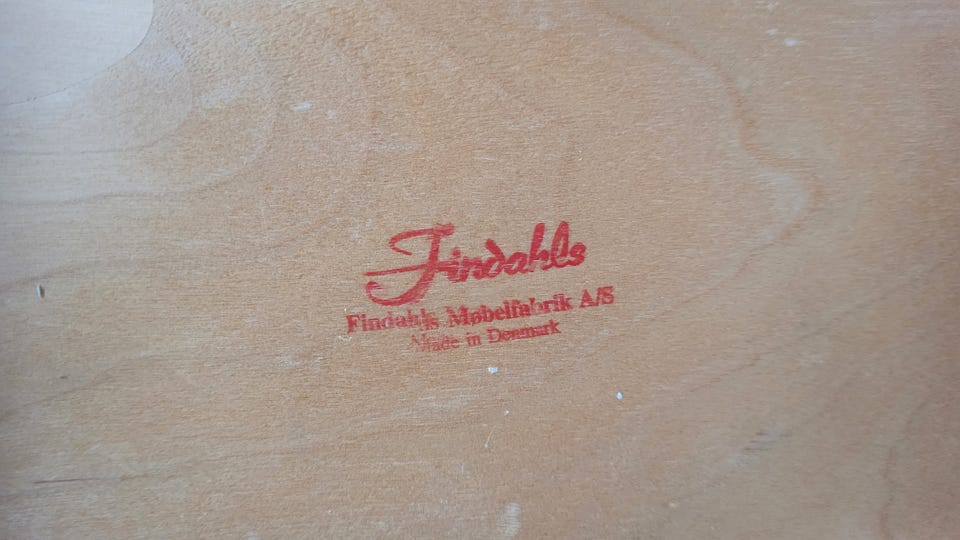 Findahls
Findahls Møbelfabrik A/S
Made in Denmark